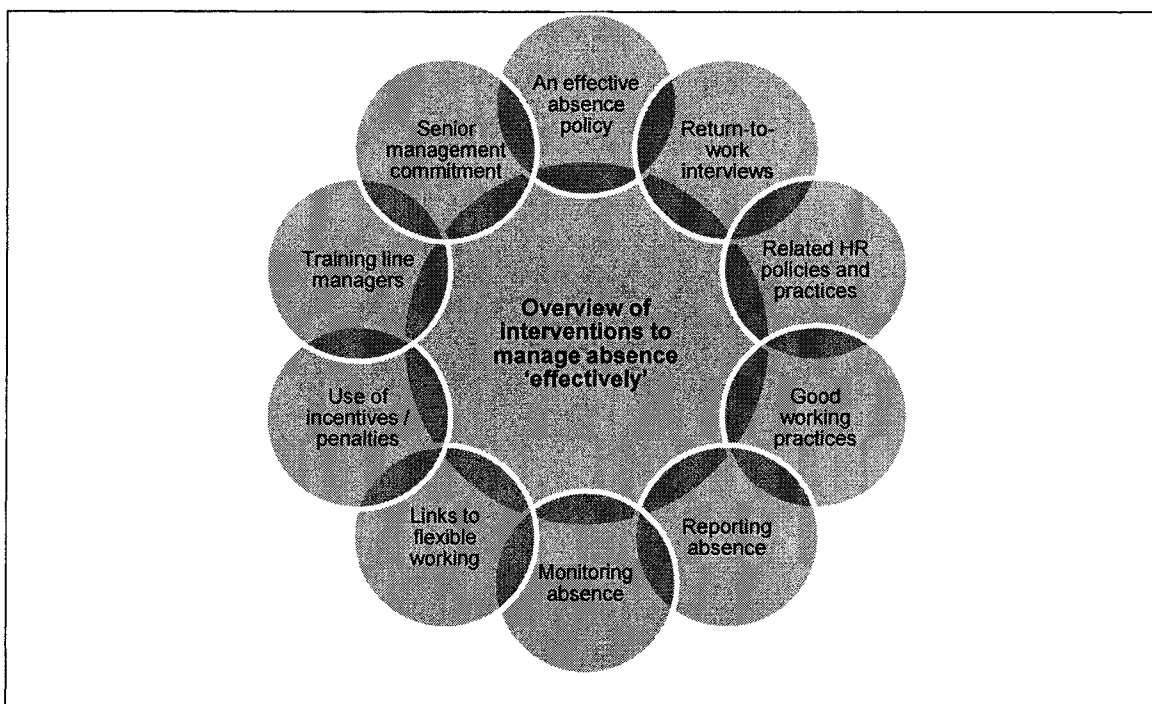 An effective
absence
policy
Return-to-
work
interviews
Related HR
policies and
practices
Good
working
practices
Reporting
absence
Monitoring
absence
Links to
flexible
working
Use of
incentives /
penalties
Training line
managers
Senior
management
commitment
Overview of
interventions to
manage absence
'effectively'